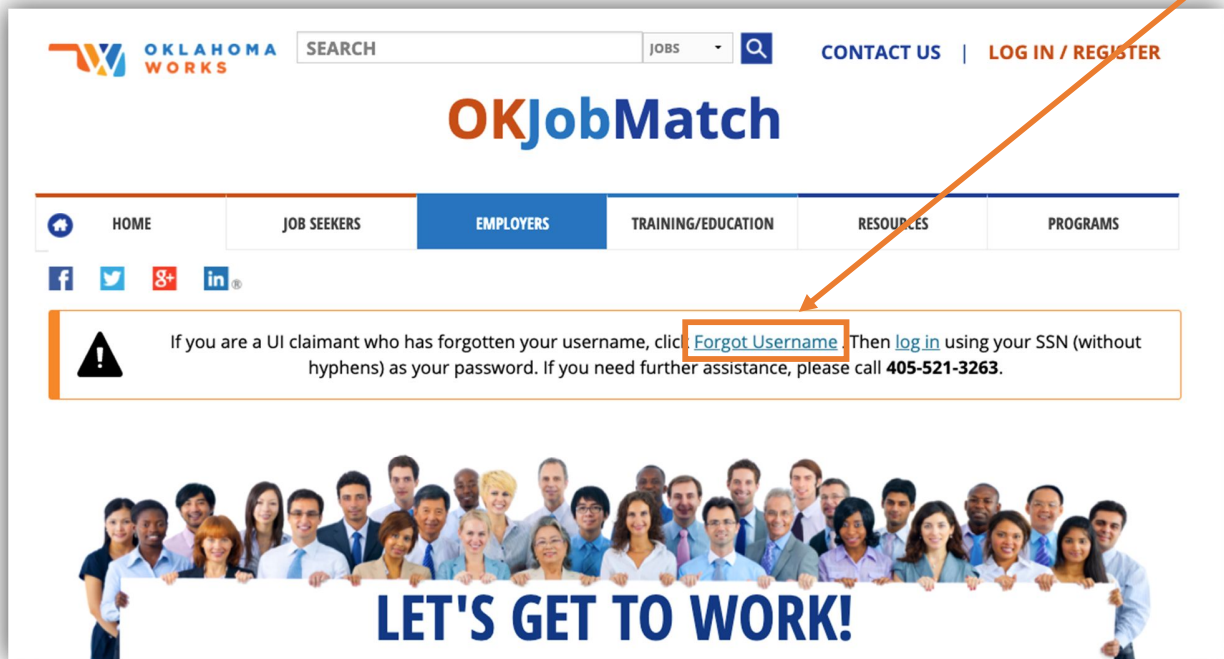 OKLAHOMA
WORKS
SEARCH
JOBS
CONTACT US | LOG IN / REGISTER
OKJobMatch
HOME
JOB SEEKERS
EMPLOYERS
TRAINING/EDUCATION
RESOURCES
PROGRAMS
f
8+
in ®
If you are a UI claimant who has forgotten your username, click Forgot Username . Then log in using your SSN (without
hyphens) as your password. If you need further assistance, please call 405-521-3263.
LET'S GET TO WORK!